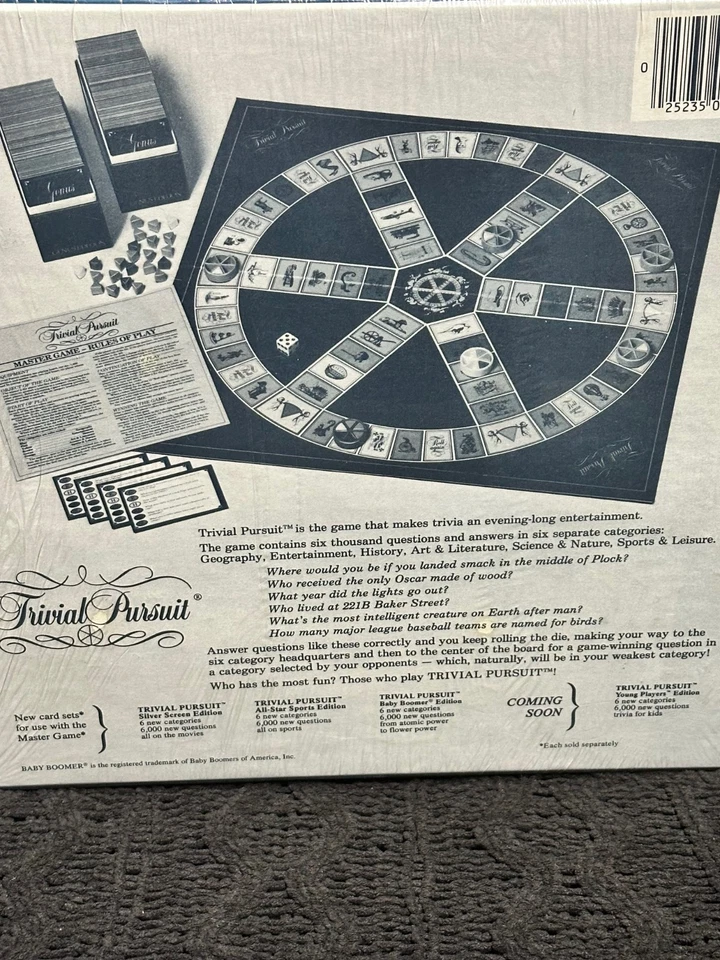 0
25235 0
Trivial Pursuit
Genus
Genus
Trivial Pursuit
MASTER GAME – RULES OF PLAY
Trivial Pursuit
Trivial Pursuit™ is the game that makes trivia an evening-long entertainment.
The game contains six thousand questions and answers in six separate categories:
Geography, Entertainment, History, Art & Literature, Science & Nature, Sports & Leisure.
Where would you be if you landed smack in the middle of Plock?
Who received the only Oscar made of wood?
What year did the lights go out?
Who lived at 221B Baker Street?
What's the most intelligent creature on Earth after man?
How many major league baseball teams are named for birds?
Trivial Pursuit®
Answer questions like these correctly and you keep rolling the die, making your way to the
six category headquarters and then to the center of the board for a game-winning question in
a category selected by your opponents — which, naturally, will be in your weakest category!
Who has the most fun? Those who play TRIVIAL PURSUIT™!
New card sets*
for use with the
Master Game*
TRIVIAL PURSUIT™
Silver Screen Edition
6 new categories
6,000 new questions
all on the movies
TRIVIAL PURSUIT™
All-Star Sports Edition
6 new categories
6,000 new questions
all on sports
TRIVIAL PURSUIT™
Baby Boomer® Edition
6 new categories
6,000 new questions
from atomic power
to flower power
COMING
SOON
TRIVIAL PURSUIT™
Young Players™ Edition
6 new categories
6,000 new questions
trivia for kids
*Each sold separately
BABY BOOMER® is the registered trademark of Baby Boomers of America, Inc.